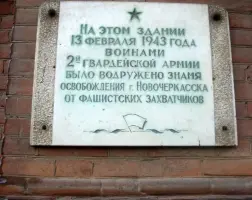 НА ЭТОМ ЗДАНИИ
13 ФЕВРАЛЯ 1943 ГОДА
ВОИНАМИ
2й ГВАРДЕЙСКОЙ АРМИИ
БЫЛО ВОДРУЖЕНО ЗНАМЯ
ОСВОБОЖДЕНИЯ г. НОВОЧЕРКАССКА
ОТ ФАШИСТСКИХ ЗАХВАТЧИКОВ